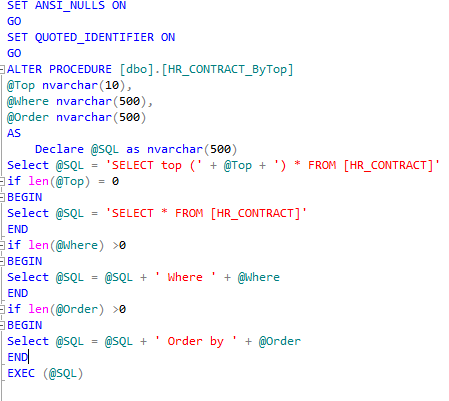 SET ANSI_NULLS ON
GO
SET QUOTED_IDENTIFIER ON
GO
ALTER PROCEDURE [dbo].[HR_CONTRACT_ByTop]
@Top nvarchar(10),
@Where nvarchar(500),
@Order nvarchar(500)
AS
    Declare @SQL as nvarchar(500)
Select @SQL = 'SELECT top (' + @Top + ') * FROM [HR_CONTRACT]'
if len(@Top) = 0
BEGIN
Select @SQL = 'SELECT * FROM [HR_CONTRACT]'
END
if len(@Where) >0
BEGIN
Select @SQL = @SQL + ' Where ' + @Where
END
if len(@Order) >0
BEGIN
Select @SQL = @SQL + ' Order by ' + @Order
END
EXEC (@SQL)